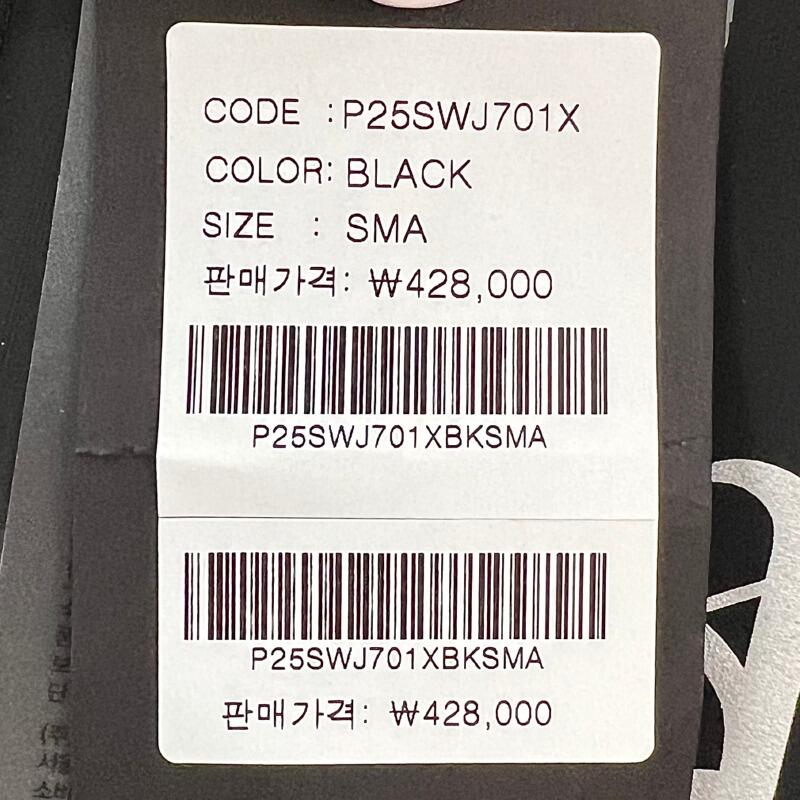 CODE : P25SWJ701X
COLOR: BLACK
SIZE : SMA
판매가격: ₩428,000
P25SWJ701XBKSMA
P25SWJ701XBKSMA
판매가격: ₩428,000